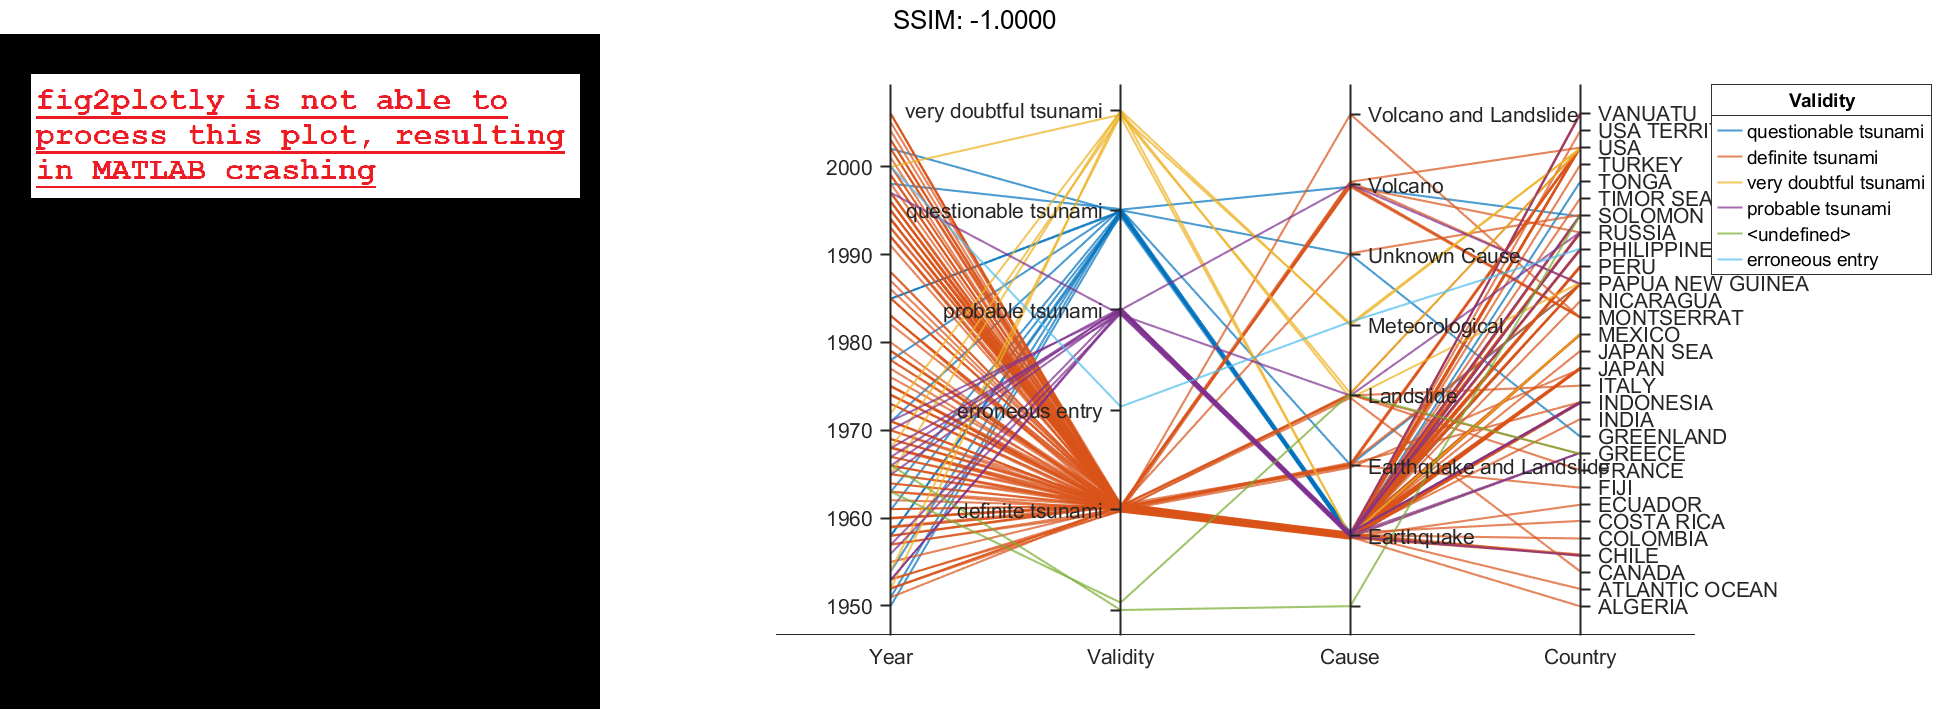 SSIM: -1.0000
fig2plotly is not able to
process this plot, resulting
in MATLAB crashing
2000
1990
1980
1970
1960
1950
very doubtful tsunami
questionable tsunami
probable tsunami
erroneous entry
definite tsunami
Volcano and Landslide
Volcano
Unknown Cause
Meteorological
Landslide
Earthquake and Landslide
Earthquake
VANUATU
USA TERRI
USA
TURKEY
TONGA
TIMOR SEA
SOLOMON
RUSSIA
PHILIPPINE
PERU
PAPUA NEW GUINEA
NICARAGUA
MONTSERRAT
MEXICO
JAPAN SEA
JAPAN
ITALY
INDONESIA
INDIA
GREENLAND
GREECE
FRANCE
FIJI
ECUADOR
COSTA RICA
COLOMBIA
CHILE
CANADA
ATLANTIC OCEAN
ALGERIA
Validity
questionable tsunami
definite tsunami
very doubtful tsunami
probable tsunami
<undefined>
erroneous entry
Year
Validity
Cause
Country